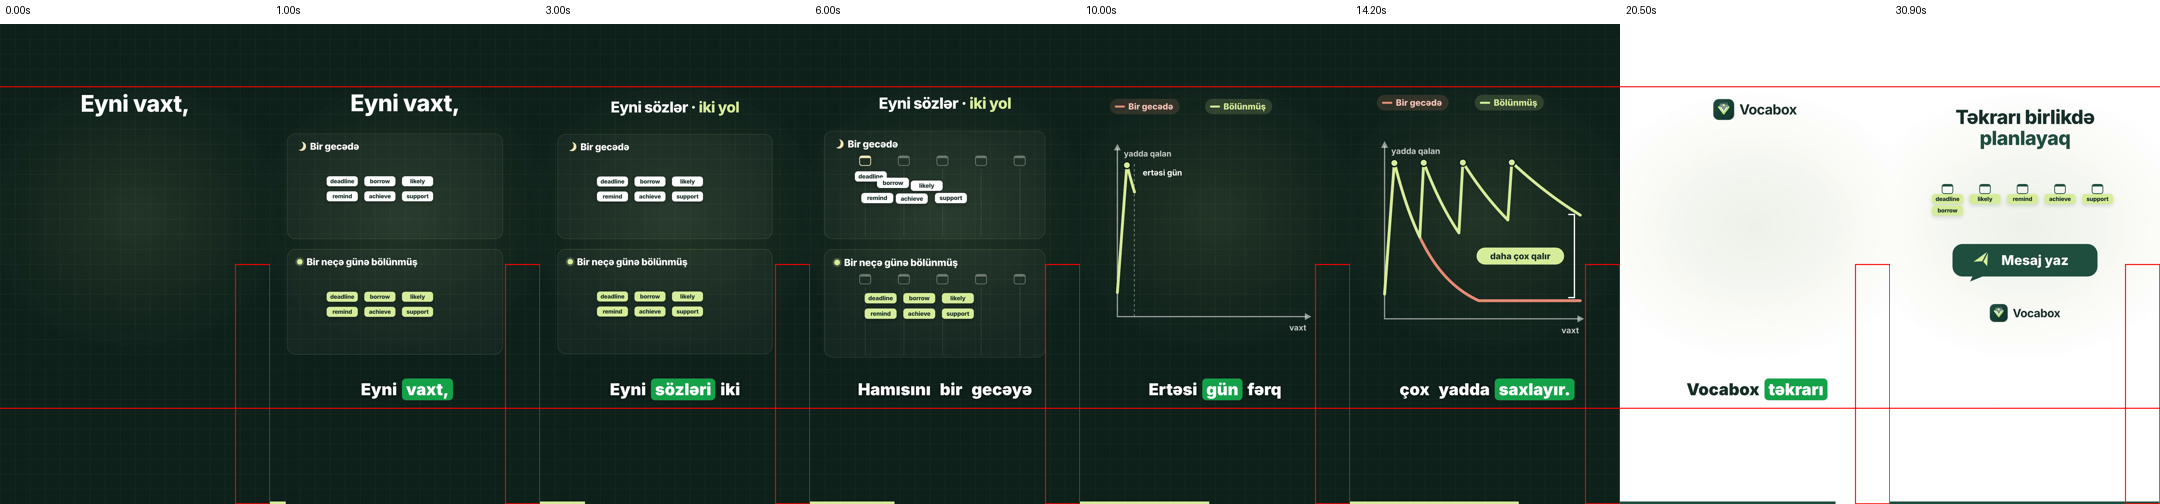 0.00s
1.00s
3.00s
6.00s
10.00s
14.20s
20.50s
30.90s
Eyni vaxt,
Eyni vaxt,
Bir gecədə
deadline borrow likely
remind achieve support
Bir neçə günə bölünmüş
deadline borrow likely
remind achieve support
Eyni vaxt,
Eyni sözlər · iki yol
Bir gecədə
deadline borrow likely
remind achieve support
Bir neçə günə bölünmüş
deadline borrow likely
remind achieve support
Eyni sözləri iki
Eyni sözlər · iki yol
Bir gecədə
deadline borrow likely
remind achieve support
Bir neçə günə bölünmüş
deadline borrow likely
remind achieve support
Hamısını bir gecəyə
Bir gecədə Bölünmüş
yadda qalan
ertəsi gün
vaxt
Ertəsi gün fərq
Bir gecədə Bölünmüş
yadda qalan
daha çox qalır
vaxt
çox yadda saxlayır.
Vocabox
Vocabox təkrarı
Təkrarı birlikdə
planlayaq
deadline likely remind achieve support
borrow
Mesaj yaz
Vocabox